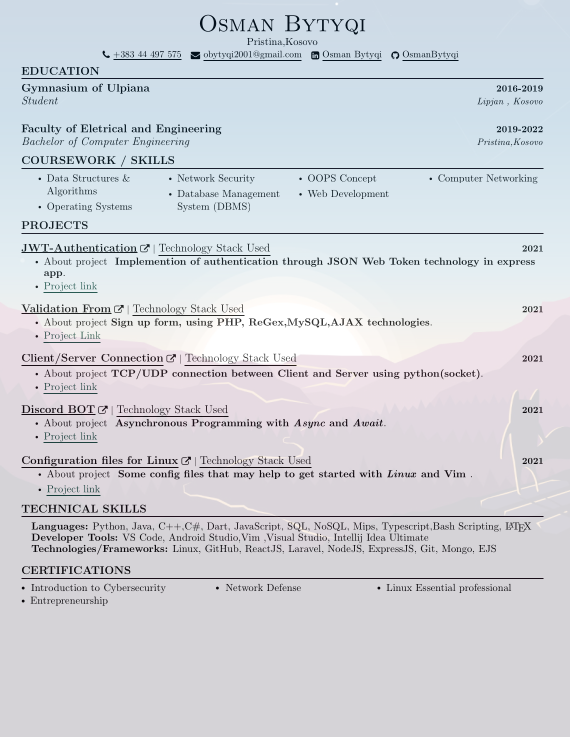 Osman Bytyqi
Pristina,Kosovo
+383 44 497 575 obytyqi2001@gmail.com Osman Bytyqi OsmanBytyqi
EDUCATION
Gymnasium of Ulpiana 2016-2019
Student Lipjan , Kosovo
Faculty of Eletrical and Engineering 2019-2022
Bachelor of Computer Engineering Pristina,Kosovo
COURSEWORK / SKILLS
• Data Structures & Algorithms
• Operating Systems
• Network Security
• Database Management System (DBMS)
• OOPS Concept
• Web Development
• Computer Networking
PROJECTS
JWT-Authentication | Technology Stack Used 2021
• About project Implemention of authentication through JSON Web Token technology in express
app.
• Project link
Validation From | Technology Stack Used 2021
• About project Sign up form, using PHP, ReGex,MySQL,AJAX technologies.
• Project Link
Client/Server Connection | Technology Stack Used 2021
• About project TCP/UDP connection between Client and Server using python(socket).
• Project link
Discord BOT | Technology Stack Used 2021
• About project Asynchronous Programming with Async and Await.
• Project link
Configuration files for Linux | Technology Stack Used 2021
• About project Some config files that may help to get started with Linux and Vim .
• Project link
TECHNICAL SKILLS
Languages: Python, Java, C++,C#, Dart, JavaScript, SQL, NoSQL, Mips, Typescript,Bash Scripting, LATEX
Developer Tools: VS Code, Android Studio,Vim ,Visual Studio, Intellij Idea Ultimate
Technologies/Frameworks: Linux, GitHub, ReactJS, Laravel, NodeJS, ExpressJS, Git, Mongo, EJS
CERTIFICATIONS
• Introduction to Cybersecurity • Network Defense • Linux Essential professional
• Entrepreneurship